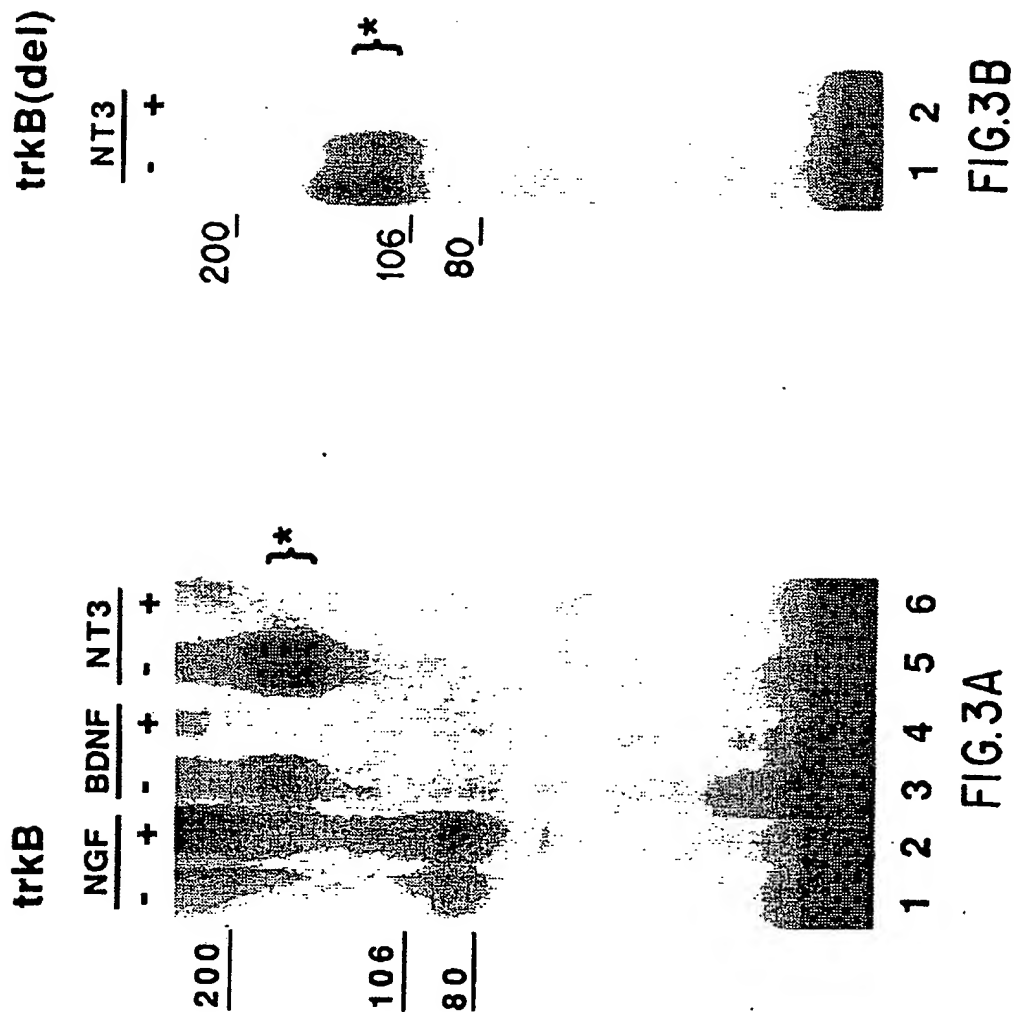 trkB
NGF BDNF NT3
- + - + - +
200
106
80
}*
1 2 3 4 5 6
FIG.3A
trkB(del)
NT3
- +
200
106
80
}*
1 2
FIG.3B